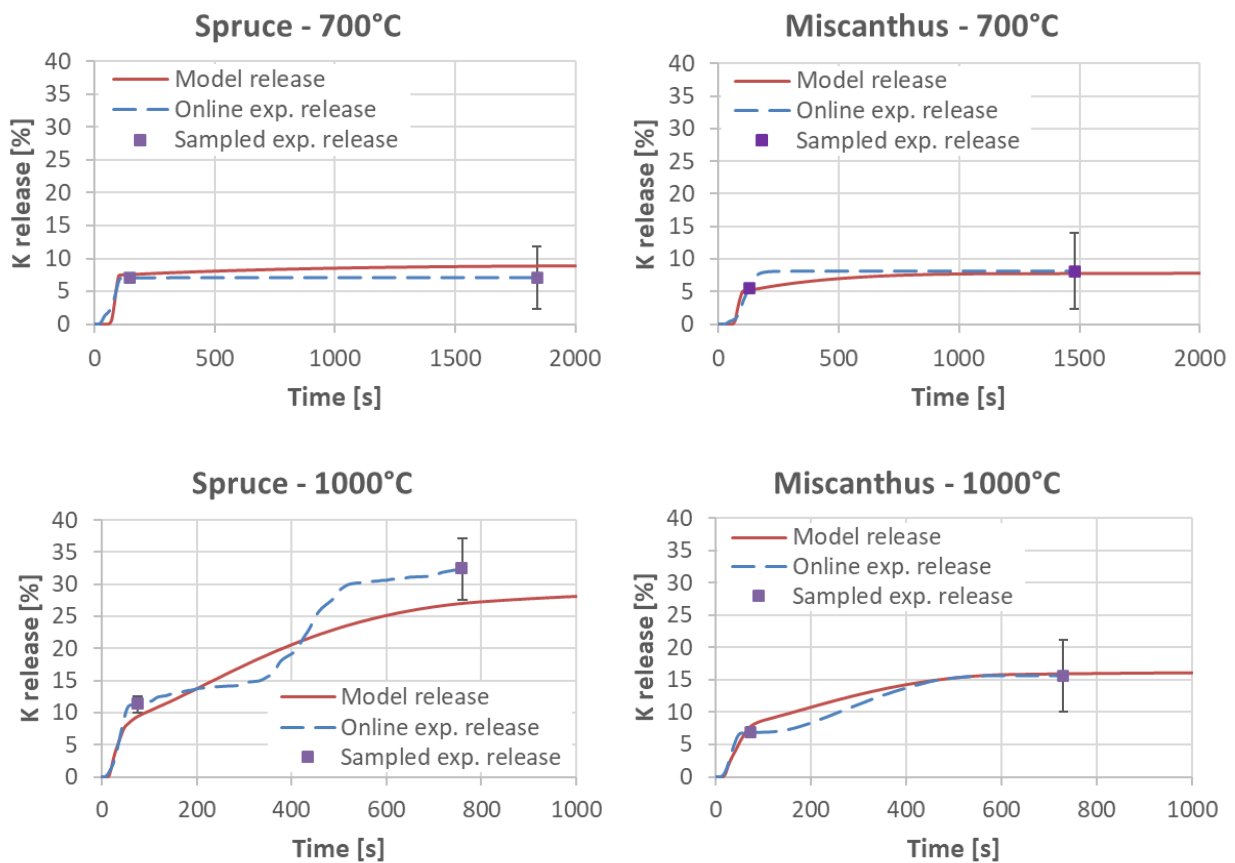 Spruce - 700°C
K release [%]
40
35
30
25
20
15
10
5
0
Model release
Online exp. release
Sampled exp. release
0 500 1000 1500 2000
Time [s]
Miscanthus - 700°C
K release [%]
40
35
30
25
20
15
10
5
0
Model release
Online exp. release
Sampled exp. release
0 500 1000 1500 2000
Time [s]
Spruce - 1000°C
K release [%]
40
35
30
25
20
15
10
5
0
Model release
Online exp. release
Sampled exp. release
0 200 400 600 800 1000
Time [s]
Miscanthus - 1000°C
K release [%]
40
35
30
25
20
15
10
5
0
Model release
Online exp. release
Sampled exp. release
0 200 400 600 800 1000
Time [s]